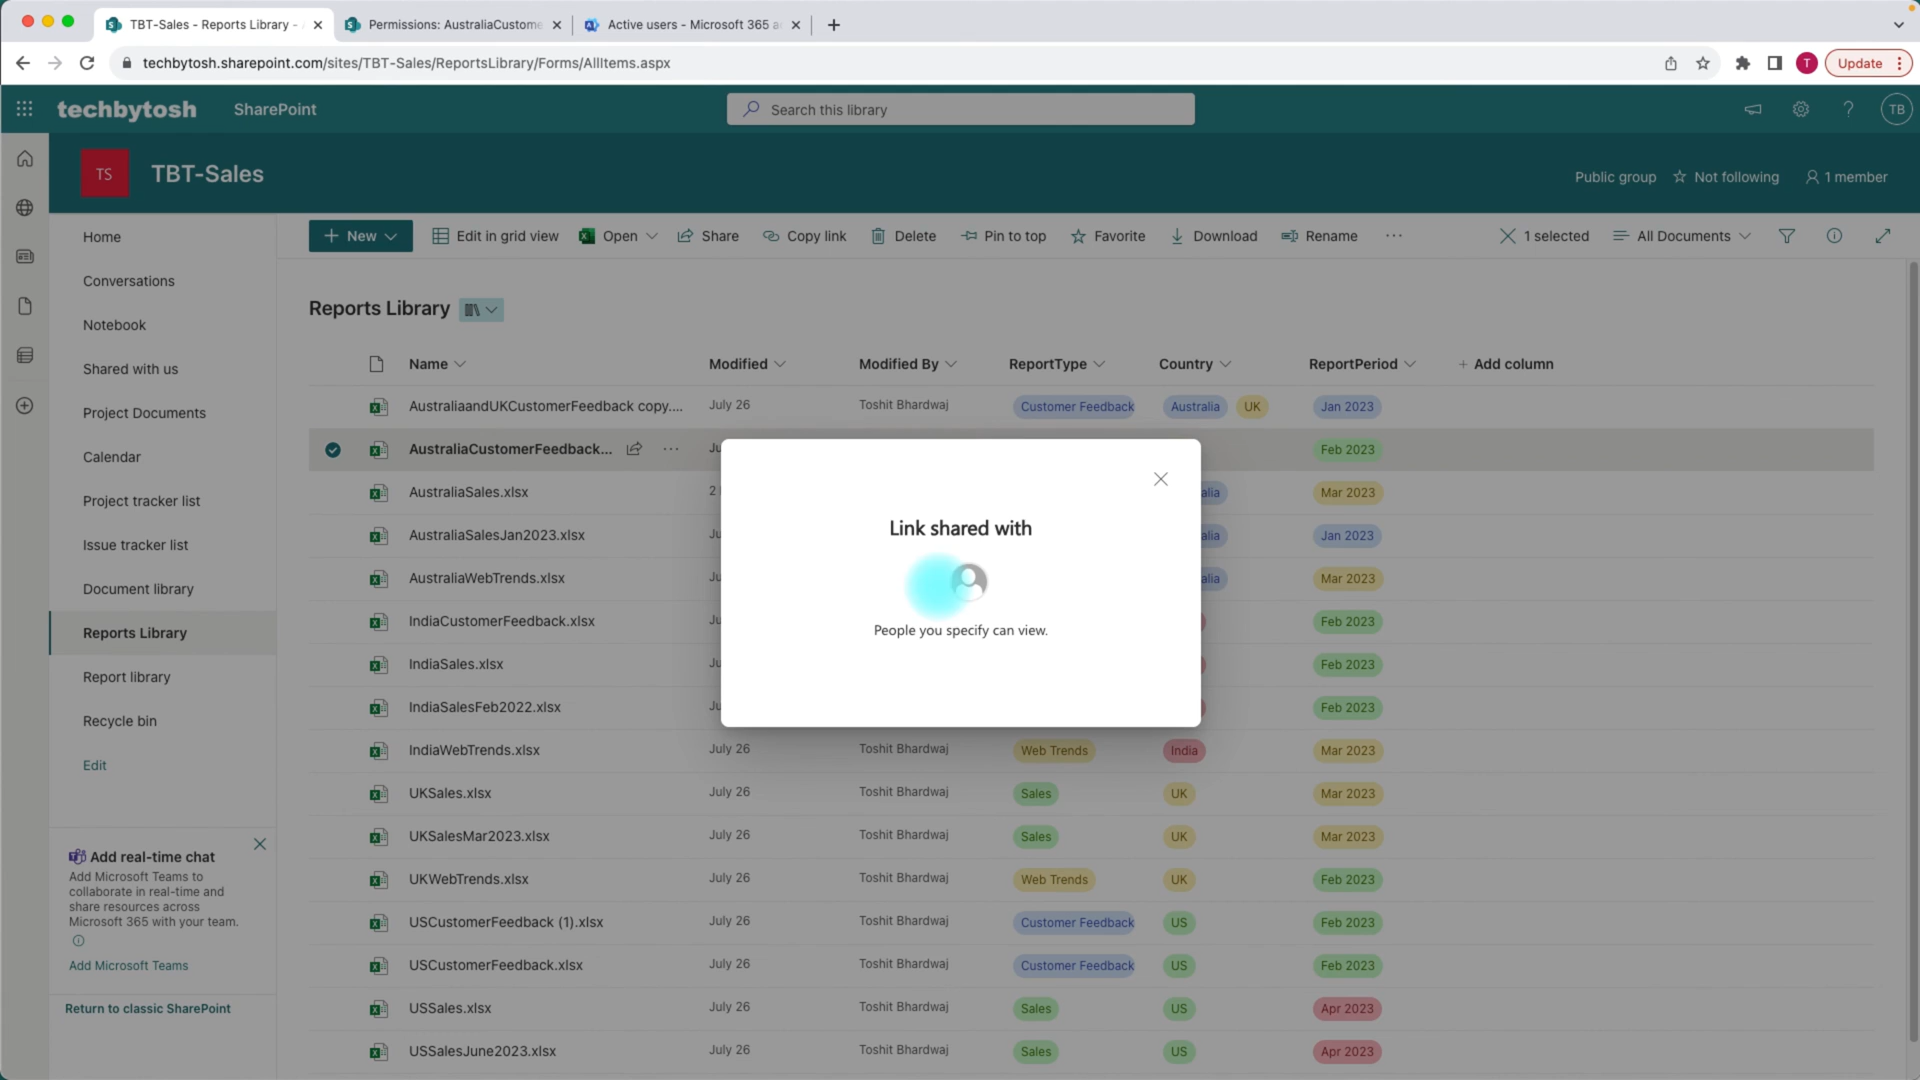 TBT-Sales - Reports Library -
Permissions: AustraliaCustome
Active users - Microsoft 365 a
techbytosh.sharepoint.com/sites/TBT-Sales/ReportsLibrary/Forms/AllItems.aspx
T
Update
techbytosh
SharePoint
Search this library
TB
TS
TBT-Sales
Public group
Not following
1 member
Home
Conversations
Notebook
Shared with us
Project Documents
Calendar
Project tracker list
Issue tracker list
Document library
Reports Library
Report library
Recycle bin
Edit
Add real-time chat
Add Microsoft Teams to
collaborate in real-time and
share resources across
Microsoft 365 with your team.
Add Microsoft Teams
Return to classic SharePoint
New
Edit in grid view
Open
Share
Copy link
Delete
Pin to top
Favorite
Download
Rename
1 selected
All Documents
Reports Library
Name Modified Modified By ReportType Country ReportPeriod + Add column
AustraliaandUKCustomerFeedback copy.... July 26 Toshit Bhardwaj Customer Feedback Australia UK Jan 2023
AustraliaCustomerFeedback... Ju Feb 2023
AustraliaSales.xlsx 2 alia Mar 2023
AustraliaSalesJan2023.xlsx Ju alia Jan 2023
AustraliaWebTrends.xlsx Ju alia Mar 2023
IndiaCustomerFeedback.xlsx Ju Feb 2023
IndiaSales.xlsx Ju Feb 2023
IndiaSalesFeb2022.xlsx Ju Feb 2023
IndiaWebTrends.xlsx July 26 Toshit Bhardwaj Web Trends India Mar 2023
UKSales.xlsx July 26 Toshit Bhardwaj Sales UK Mar 2023
UKSalesMar2023.xlsx July 26 Toshit Bhardwaj Sales UK Mar 2023
UKWebTrends.xlsx July 26 Toshit Bhardwaj Web Trends UK Feb 2023
USCustomerFeedback (1).xlsx July 26 Toshit Bhardwaj Customer Feedback US Feb 2023
USCustomerFeedback.xlsx July 26 Toshit Bhardwaj Customer Feedback US Feb 2023
USSales.xlsx July 26 Toshit Bhardwaj Sales US Apr 2023
USSalesJune2023.xlsx July 26 Toshit Bhardwaj Sales US Apr 2023
Link shared with
People you specify can view.